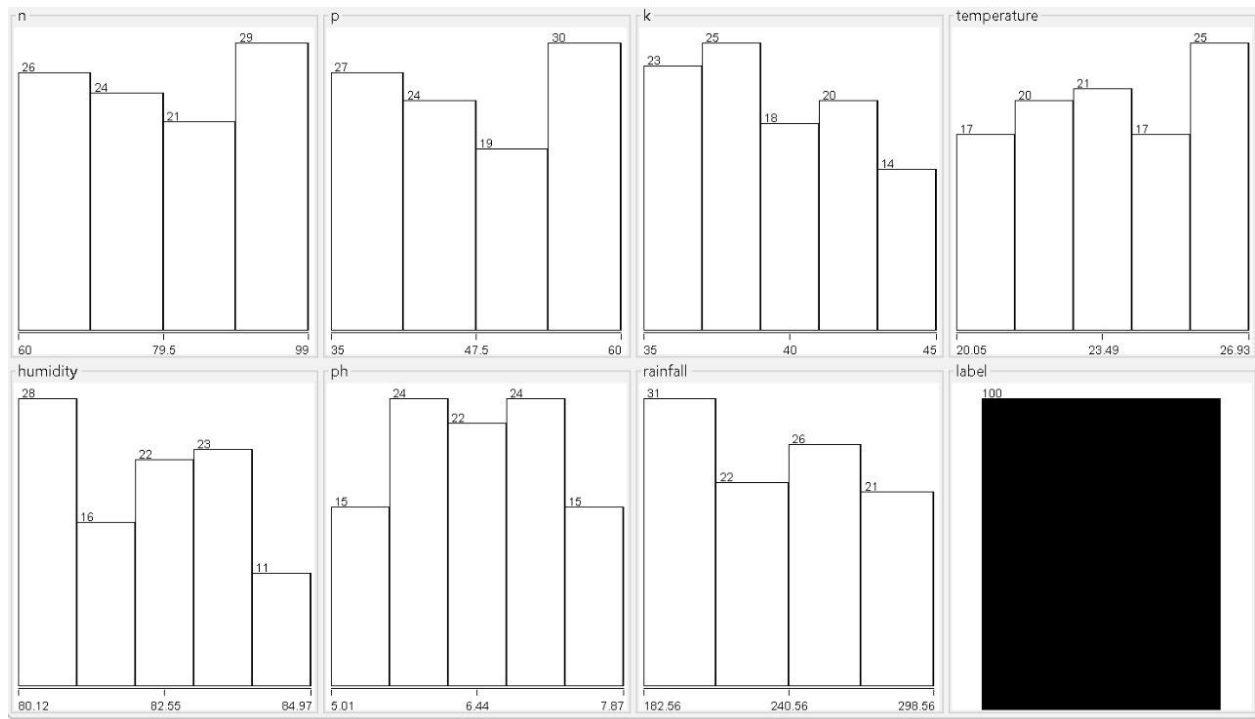 n
29
26
24
21
60 79.5 99
p
30
27
24
19
35 47.5 60
k
25
23
20
18
14
35 40 45
temperature
25
21
20
17 17
20.05 23.49 26.93
humidity
28
23
22
16
11
80.12 82.55 84.97
ph
24 24
22
15 15
5.01 6.44 7.87
rainfall
31
26
22
21
182.56 240.56 298.56
label
100